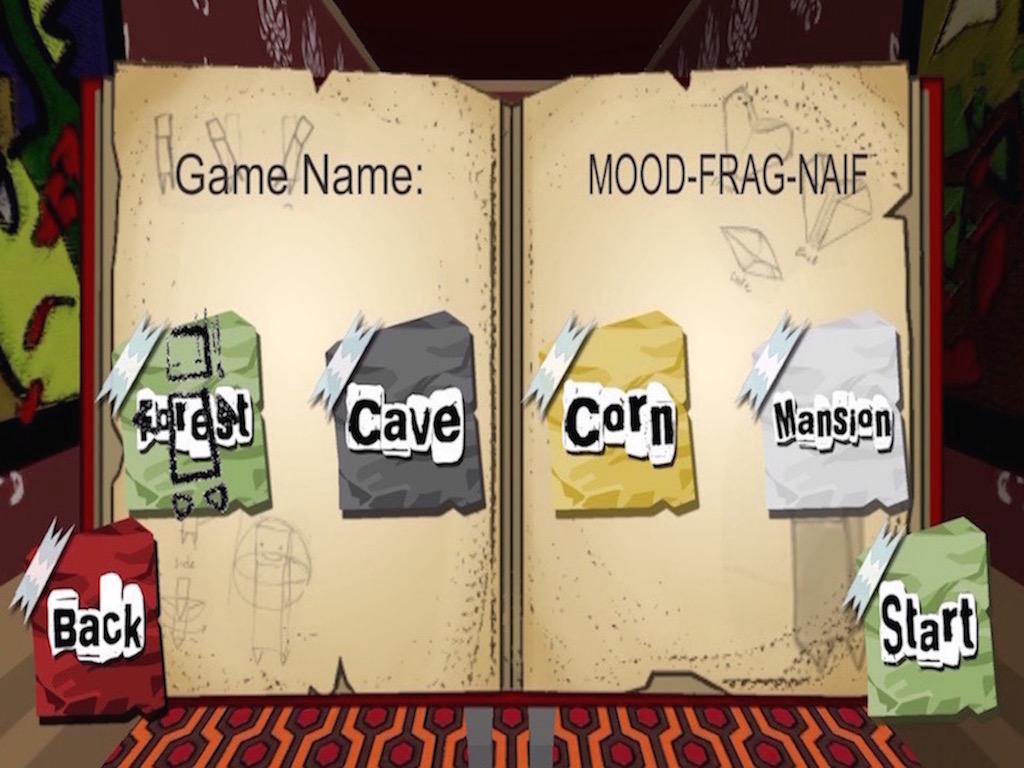 Game Name:
MOOD-FRAG-NAIF
Forest
Cave
Corn
Mansion
Back
Start